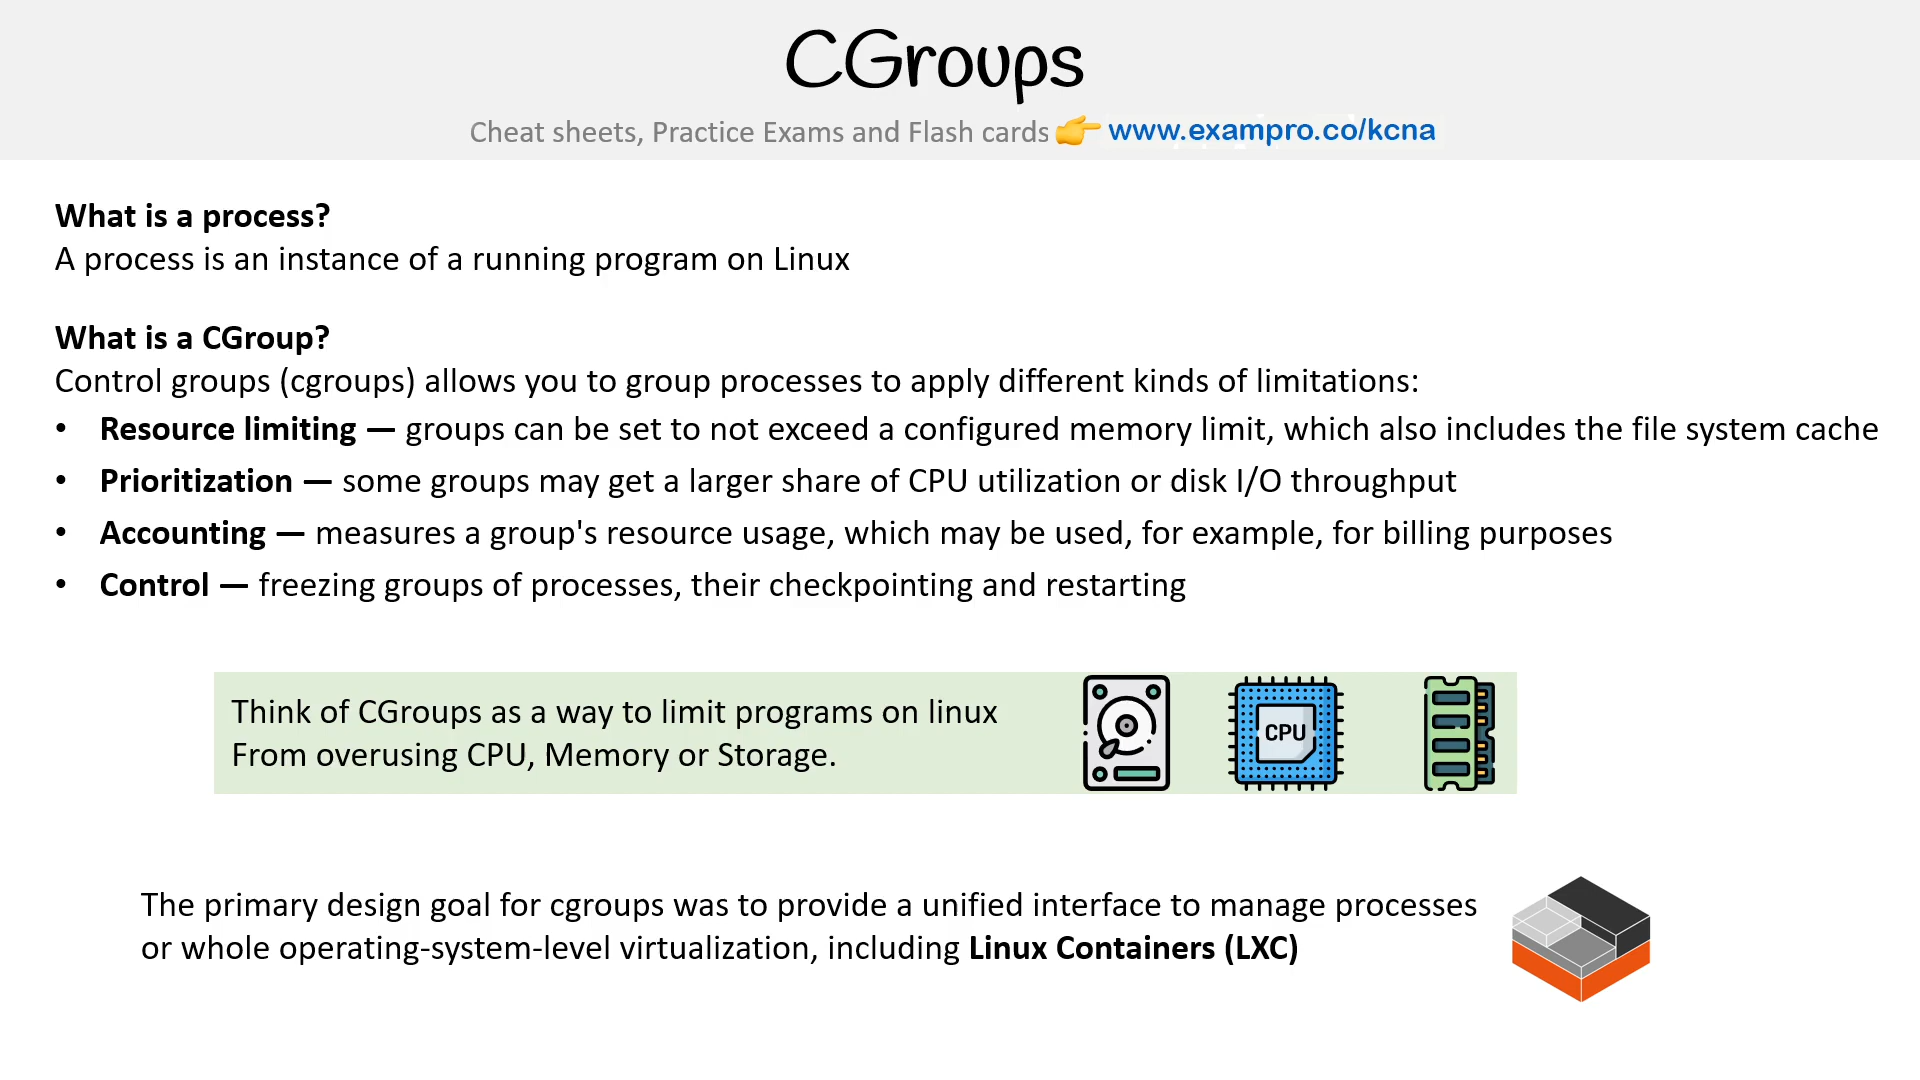 CGroups
Cheat sheets, Practice Exams and Flash cards 👉 www.exampro.co/kcna
What is a process?
A process is an instance of a running program on Linux
What is a CGroup?
Control groups (cgroups) allows you to group processes to apply different kinds of limitations:
• Resource limiting — groups can be set to not exceed a configured memory limit, which also includes the file system cache
• Prioritization — some groups may get a larger share of CPU utilization or disk I/O throughput
• Accounting — measures a group's resource usage, which may be used, for example, for billing purposes
• Control — freezing groups of processes, their checkpointing and restarting
Think of CGroups as a way to limit programs on linux
From overusing CPU, Memory or Storage.
CPU
The primary design goal for cgroups was to provide a unified interface to manage processes
or whole operating-system-level virtualization, including Linux Containers (LXC)